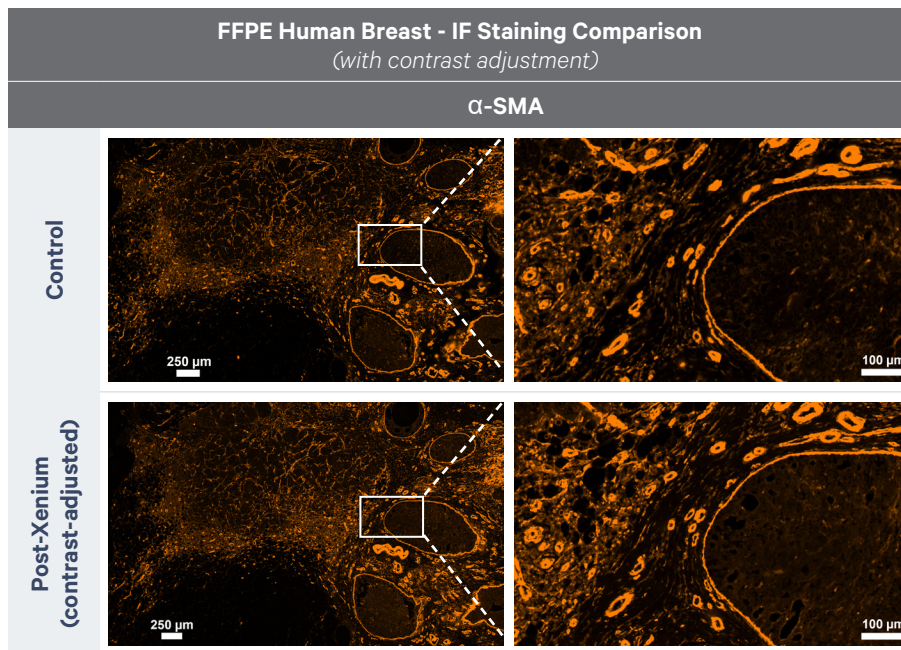 FFPE Human Breast - IF Staining Comparison
(with contrast adjustment)
α-SMA
Control
250 µm
100 µm
Post-Xenium
(contrast-adjusted)
250 µm
100 µm